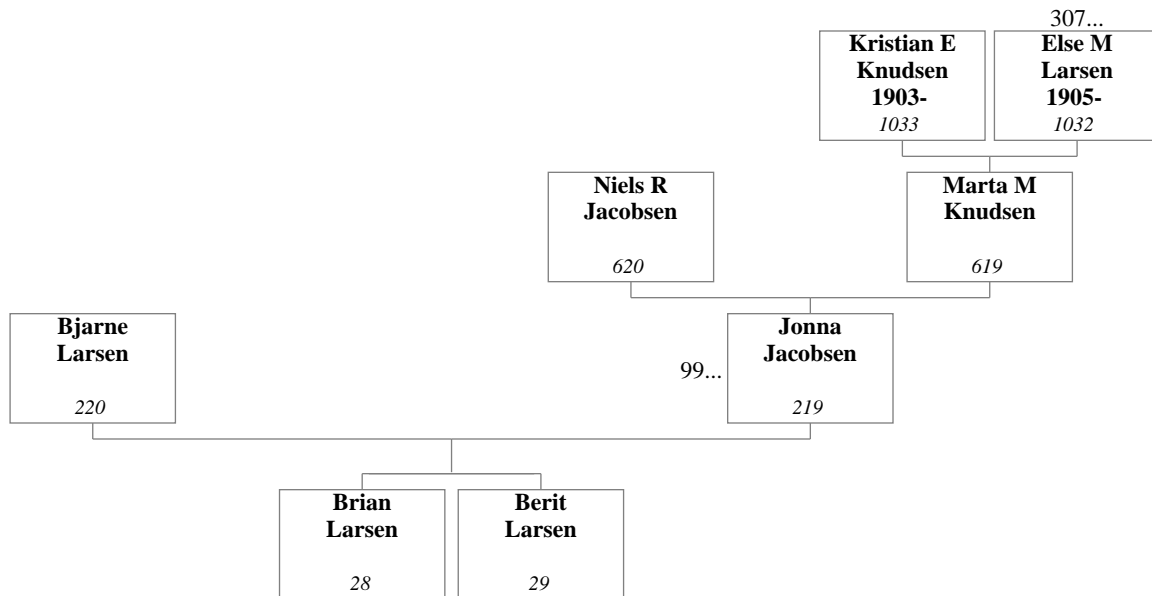 307...
Kristian E
Knudsen
1903-
1033
Else M
Larsen
1905-
1032
Niels R
Jacobsen
620
Marta M
Knudsen
619
Bjarne
Larsen
220
99...
Jonna
Jacobsen
219
Brian
Larsen
28
Berit
Larsen
29